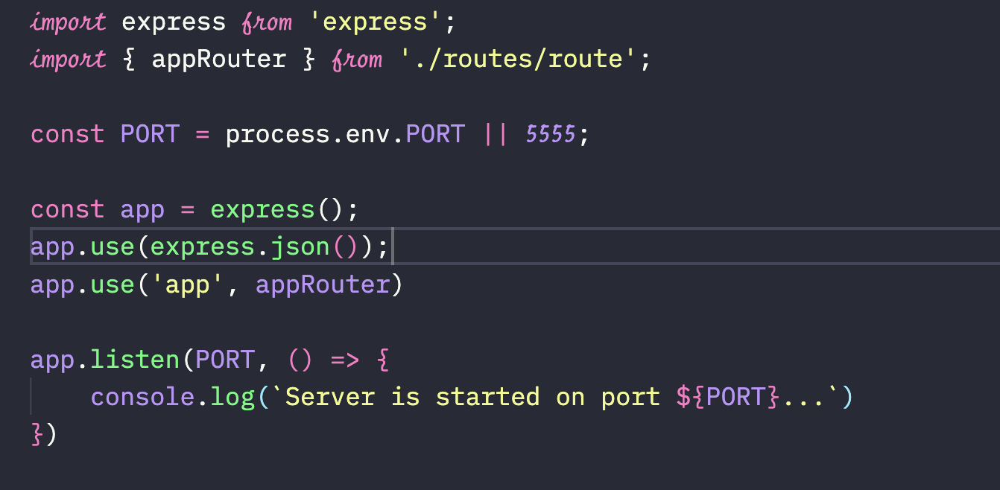 import express from 'express';
import { appRouter } from './routes/route';
const PORT = process.env.PORT || 5555;
const app = express();
app.use(express.json());
app.use('app', appRouter)
app.listen(PORT, () => {
console.log(`Server is started on port ${PORT}...`)
})